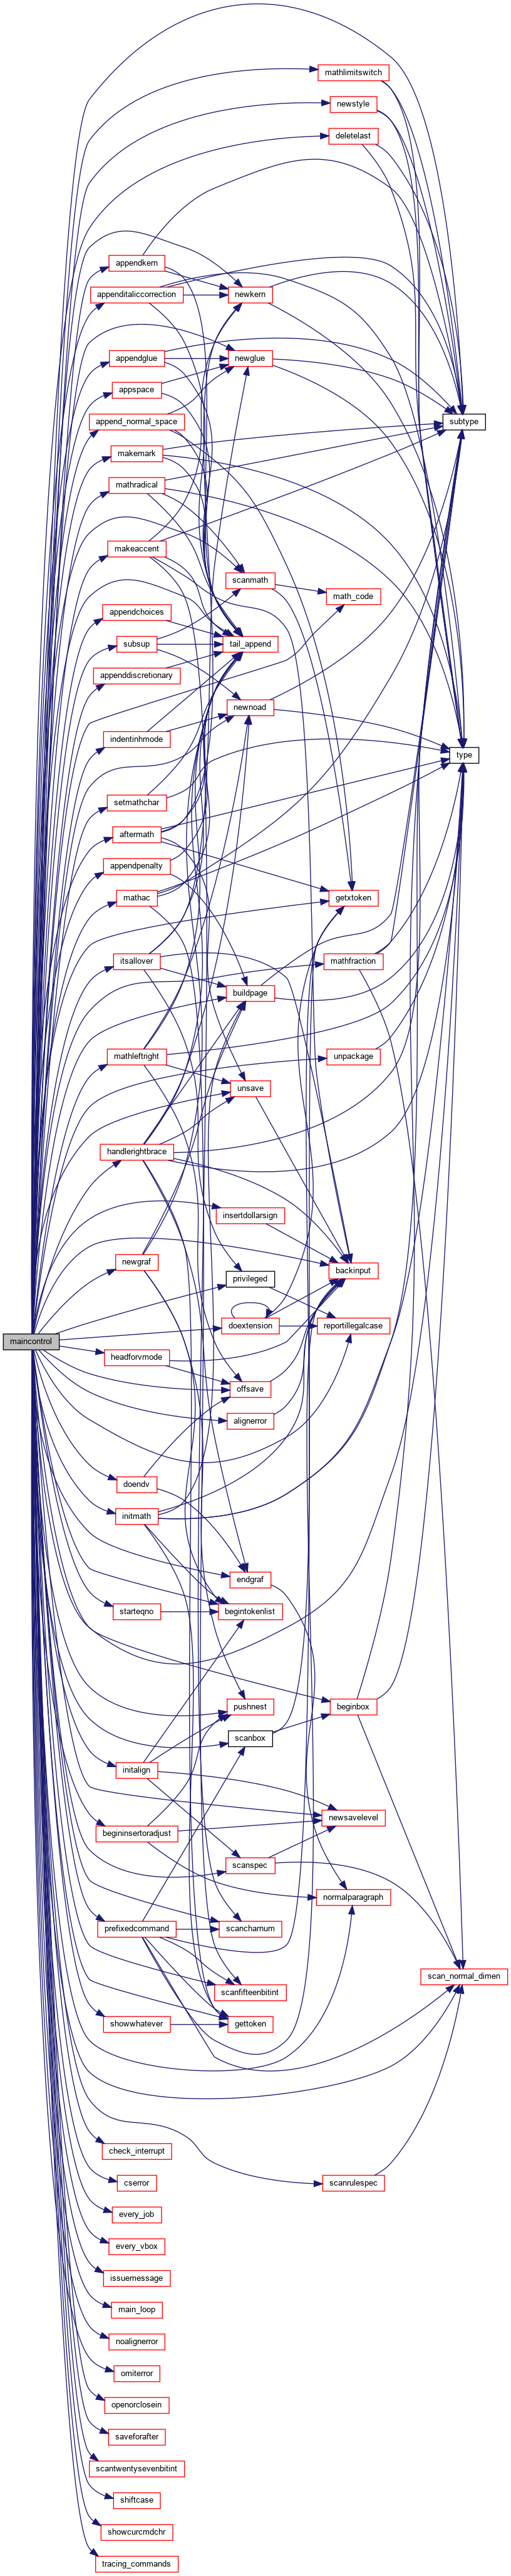 mathlimitswitch
newstyle
deletelast
appendkern
appenditaliccorrection
newkern
appendglue
newglue
appspace
append_normal_space
subtype
makemark
mathradical
makeaccent
scanmath
math_code
appendchoices
subsup
tail_append
appenddiscretionary
newnoad
indentinhmode
type
setmathchar
aftermath
appendpenalty
mathac
getxtoken
itsallover
mathfraction
buildpage
mathleftright
unpackage
unsave
handlerightbrace
insertdollarsign
newgraf
privileged
backinput
doextension
reportillegalcase
maincontrol
headforvmode
offsave
alignerror
doendv
initmath
endgraf
starteqno
begintokenlist
pushnest
beginbox
scanbox
initalign
newsavelevel
begininsertoradjust
scanspec
normalparagraph
prefixedcommand
scancharnum
scan_normal_dimen
scanfifteenbitint
showwhatever
gettoken
check_interrupt
cserror
scanrulespec
every_job
every_vbox
issuemessage
main_loop
noalignerror
omiterror
openorclosein
saveforafter
scantwentysevenbitint
shiftcase
showcurcmdchr
tracing_commands